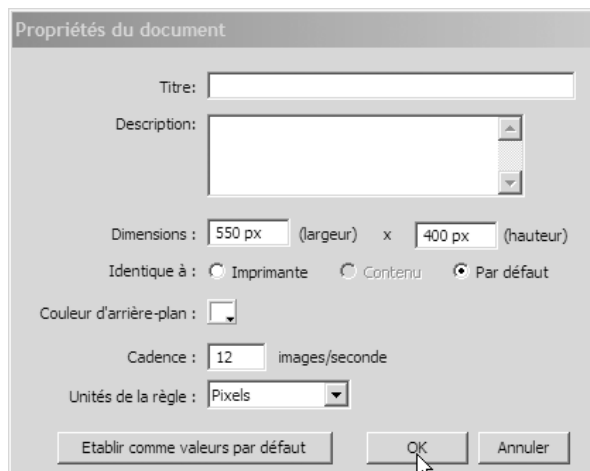 Propriétés du document
Titre:
Description:
Dimensions : 550 px (largeur) x 400 px (hauteur)
Identique à : Imprimante Contenu Par défaut
Couleur d'arrière-plan :
Cadence : 12 images/seconde
Unités de la règle : Pixels
Etablir comme valeurs par défaut OK Annuler